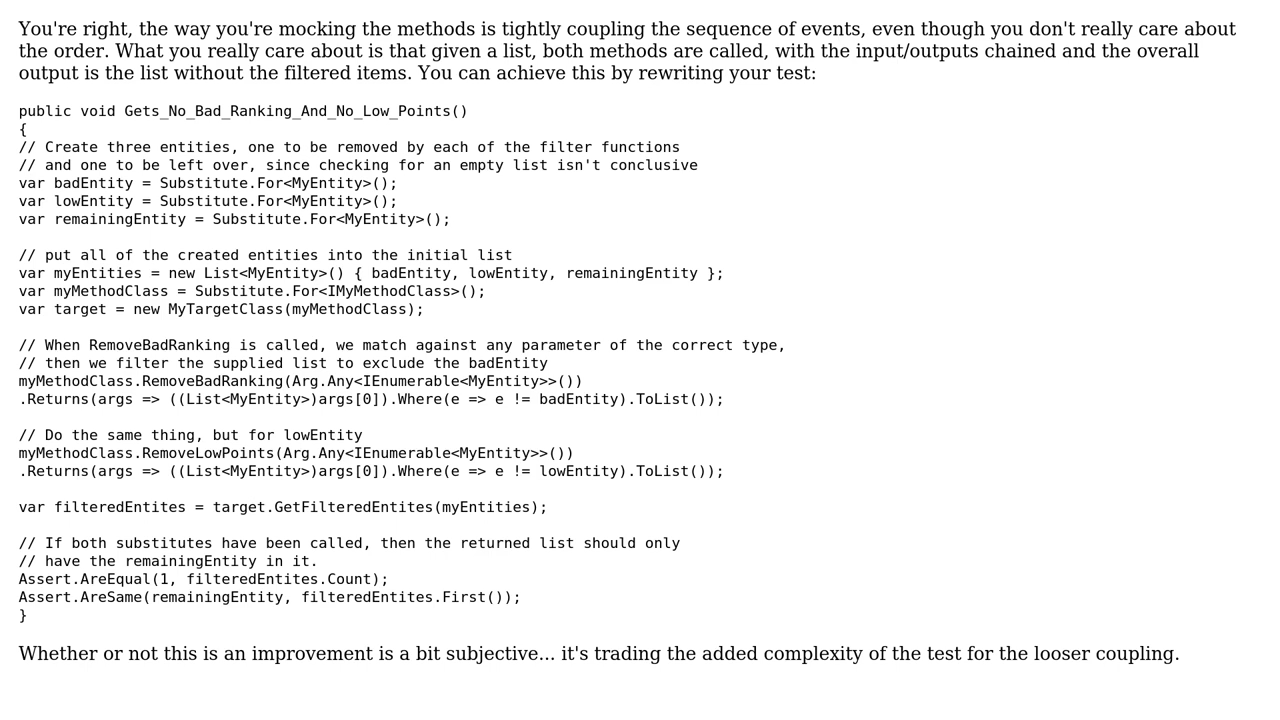 You're right, the way you're mocking the methods is tightly coupling the sequence of events, even though you don't really care about
the order. What you really care about is that given a list, both methods are called, with the input/outputs chained and the overall
output is the list without the filtered items. You can achieve this by rewriting your test:
public void Gets_No_Bad_Ranking_And_No_Low_Points()
{
// Create three entities, one to be removed by each of the filter functions
// and one to be left over, since checking for an empty list isn't conclusive
var badEntity = Substitute.For<MyEntity>();
var lowEntity = Substitute.For<MyEntity>();
var remainingEntity = Substitute.For<MyEntity>();
// put all of the created entities into the initial list
var myEntities = new List<MyEntity>() { badEntity, lowEntity, remainingEntity };
var myMethodClass = Substitute.For<IMyMethodClass>();
var target = new MyTargetClass(myMethodClass);
// When RemoveBadRanking is called, we match against any parameter of the correct type,
// then we filter the supplied list to exclude the badEntity
myMethodClass.RemoveBadRanking(Arg.Any<IEnumerable<MyEntity>>())
.Returns(args => ((List<MyEntity>)args[0]).Where(e => e != badEntity).ToList());
// Do the same thing, but for lowEntity
myMethodClass.RemoveLowPoints(Arg.Any<IEnumerable<MyEntity>>())
.Returns(args => ((List<MyEntity>)args[0]).Where(e => e != lowEntity).ToList());
var filteredEntites = target.GetFilteredEntites(myEntities);
// If both substitutes have been called, then the returned list should only
// have the remainingEntity in it.
Assert.AreEqual(1, filteredEntites.Count);
Assert.AreSame(remainingEntity, filteredEntites.First());
}
Whether or not this is an improvement is a bit subjective... it's trading the added complexity of the test for the looser coupling.